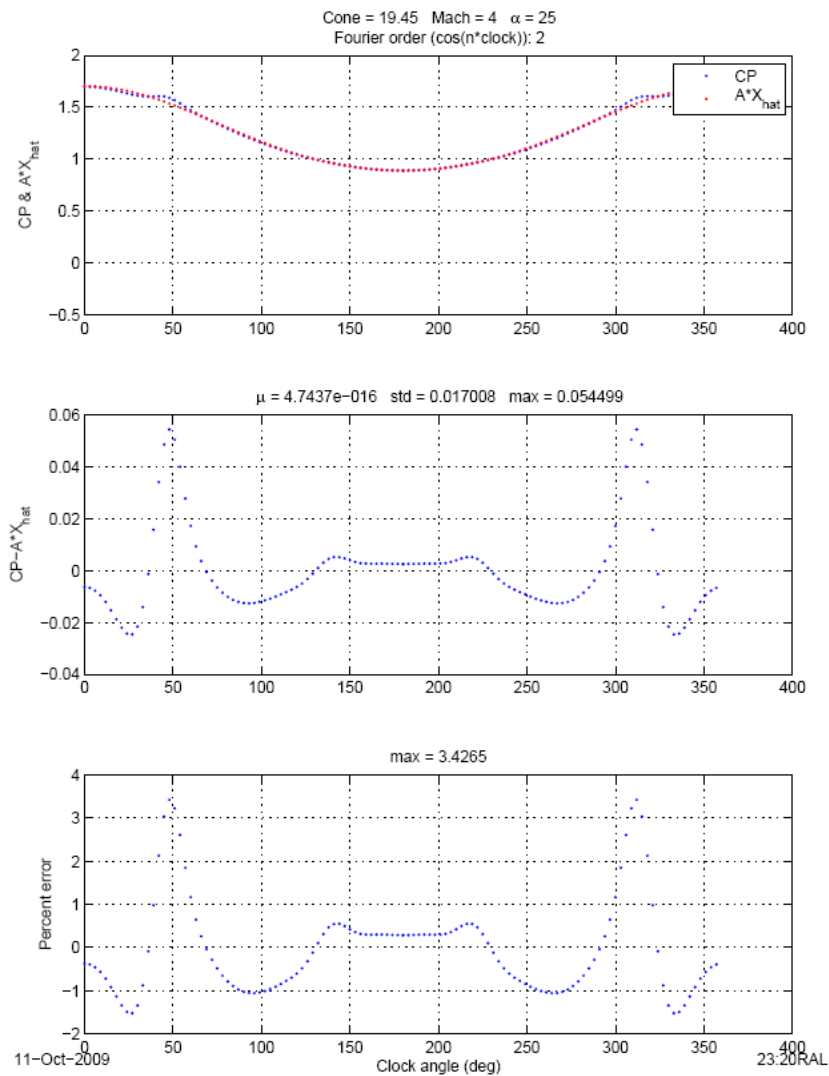 Cone = 19.45 Mach = 4 α = 25
Fourier order (cos(n*clock)): 2
2
1.5
1
0.5
0
−0.5
CP & A*X_hat
CP
A*X_hat
0 50 100 150 200 250 300 350 400
μ = 4.7437e−016 std = 0.017008 max = 0.054499
0.06
0.04
0.02
0
−0.02
−0.04
CP−A*X_hat
0 50 100 150 200 250 300 350 400
max = 3.4265
4
3
2
1
0
−1
−2
Percent error
0 50 100 150 200 250 300 350 400
Clock angle (deg)
11−Oct−2009
23:20RAL